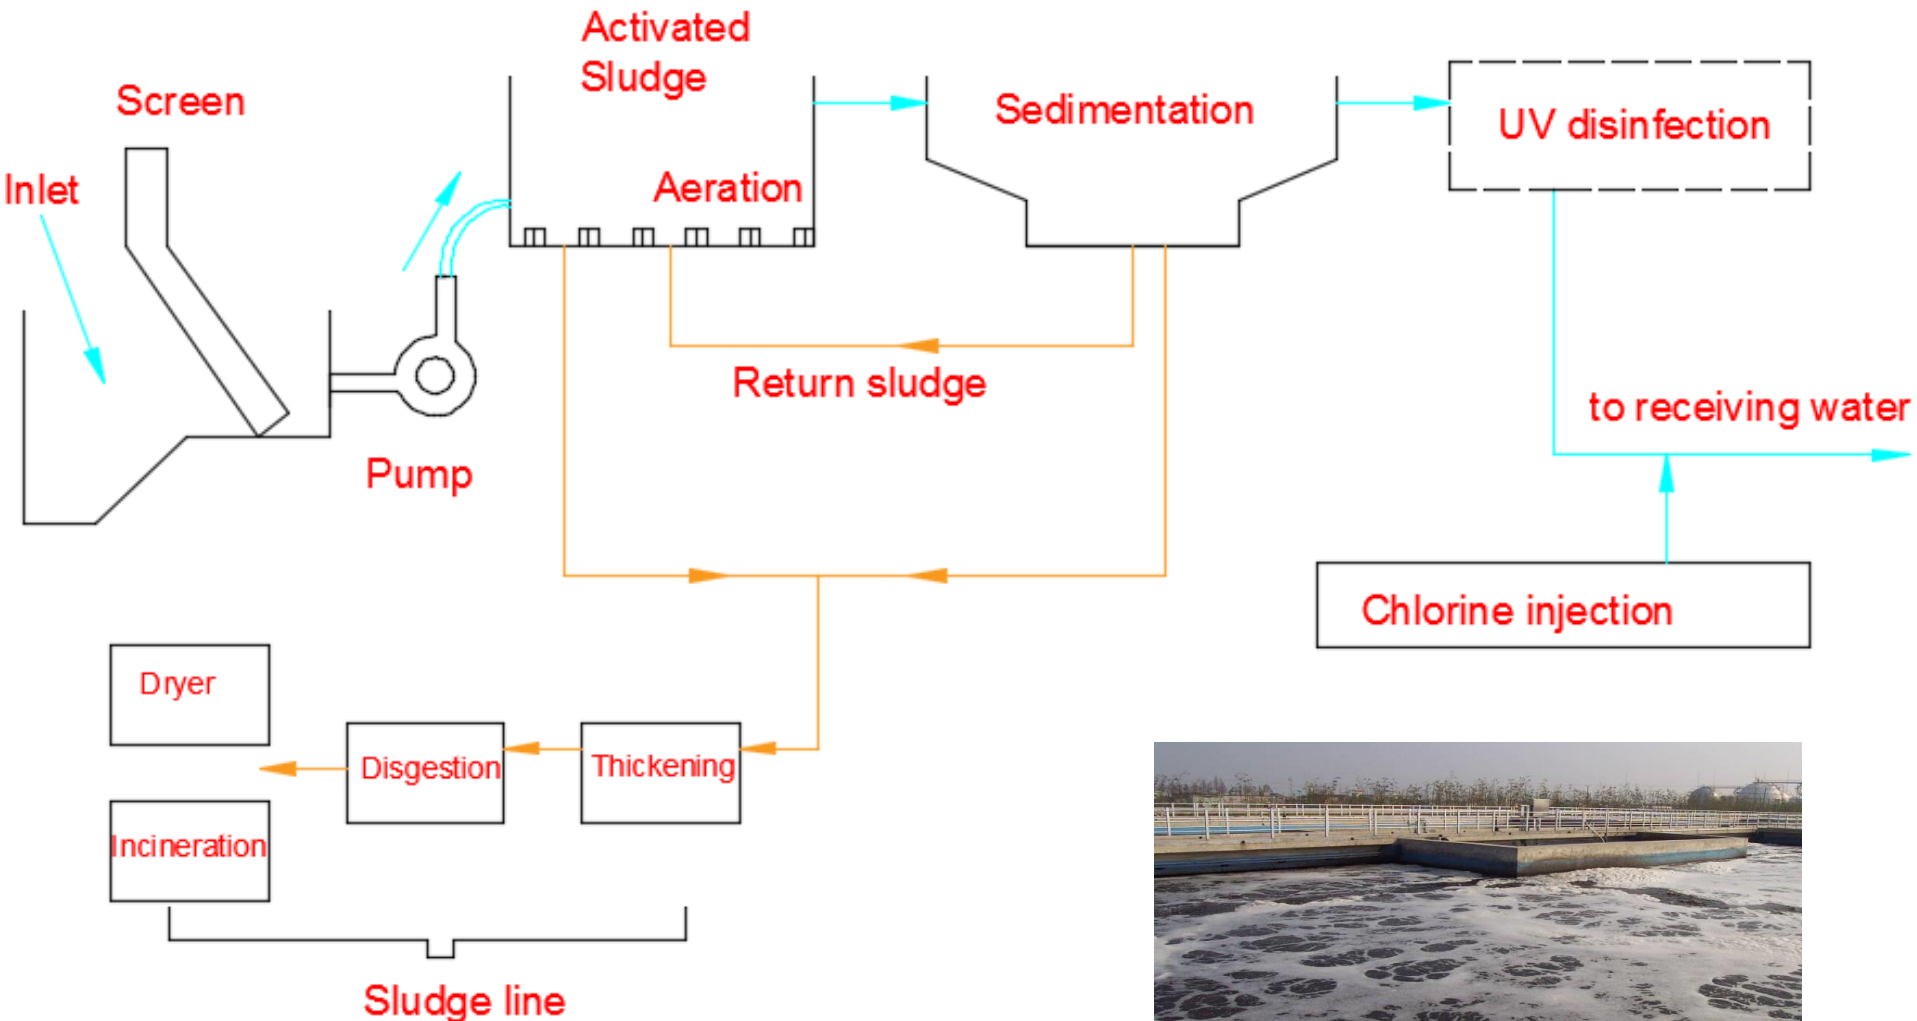 Activated
Sludge
Screen
Sedimentation
UV disinfection
Inlet
Aeration
Return sludge
to receiving water
Pump
Chlorine injection
Dryer
Disgestion
Thickening
Incineration
Sludge line